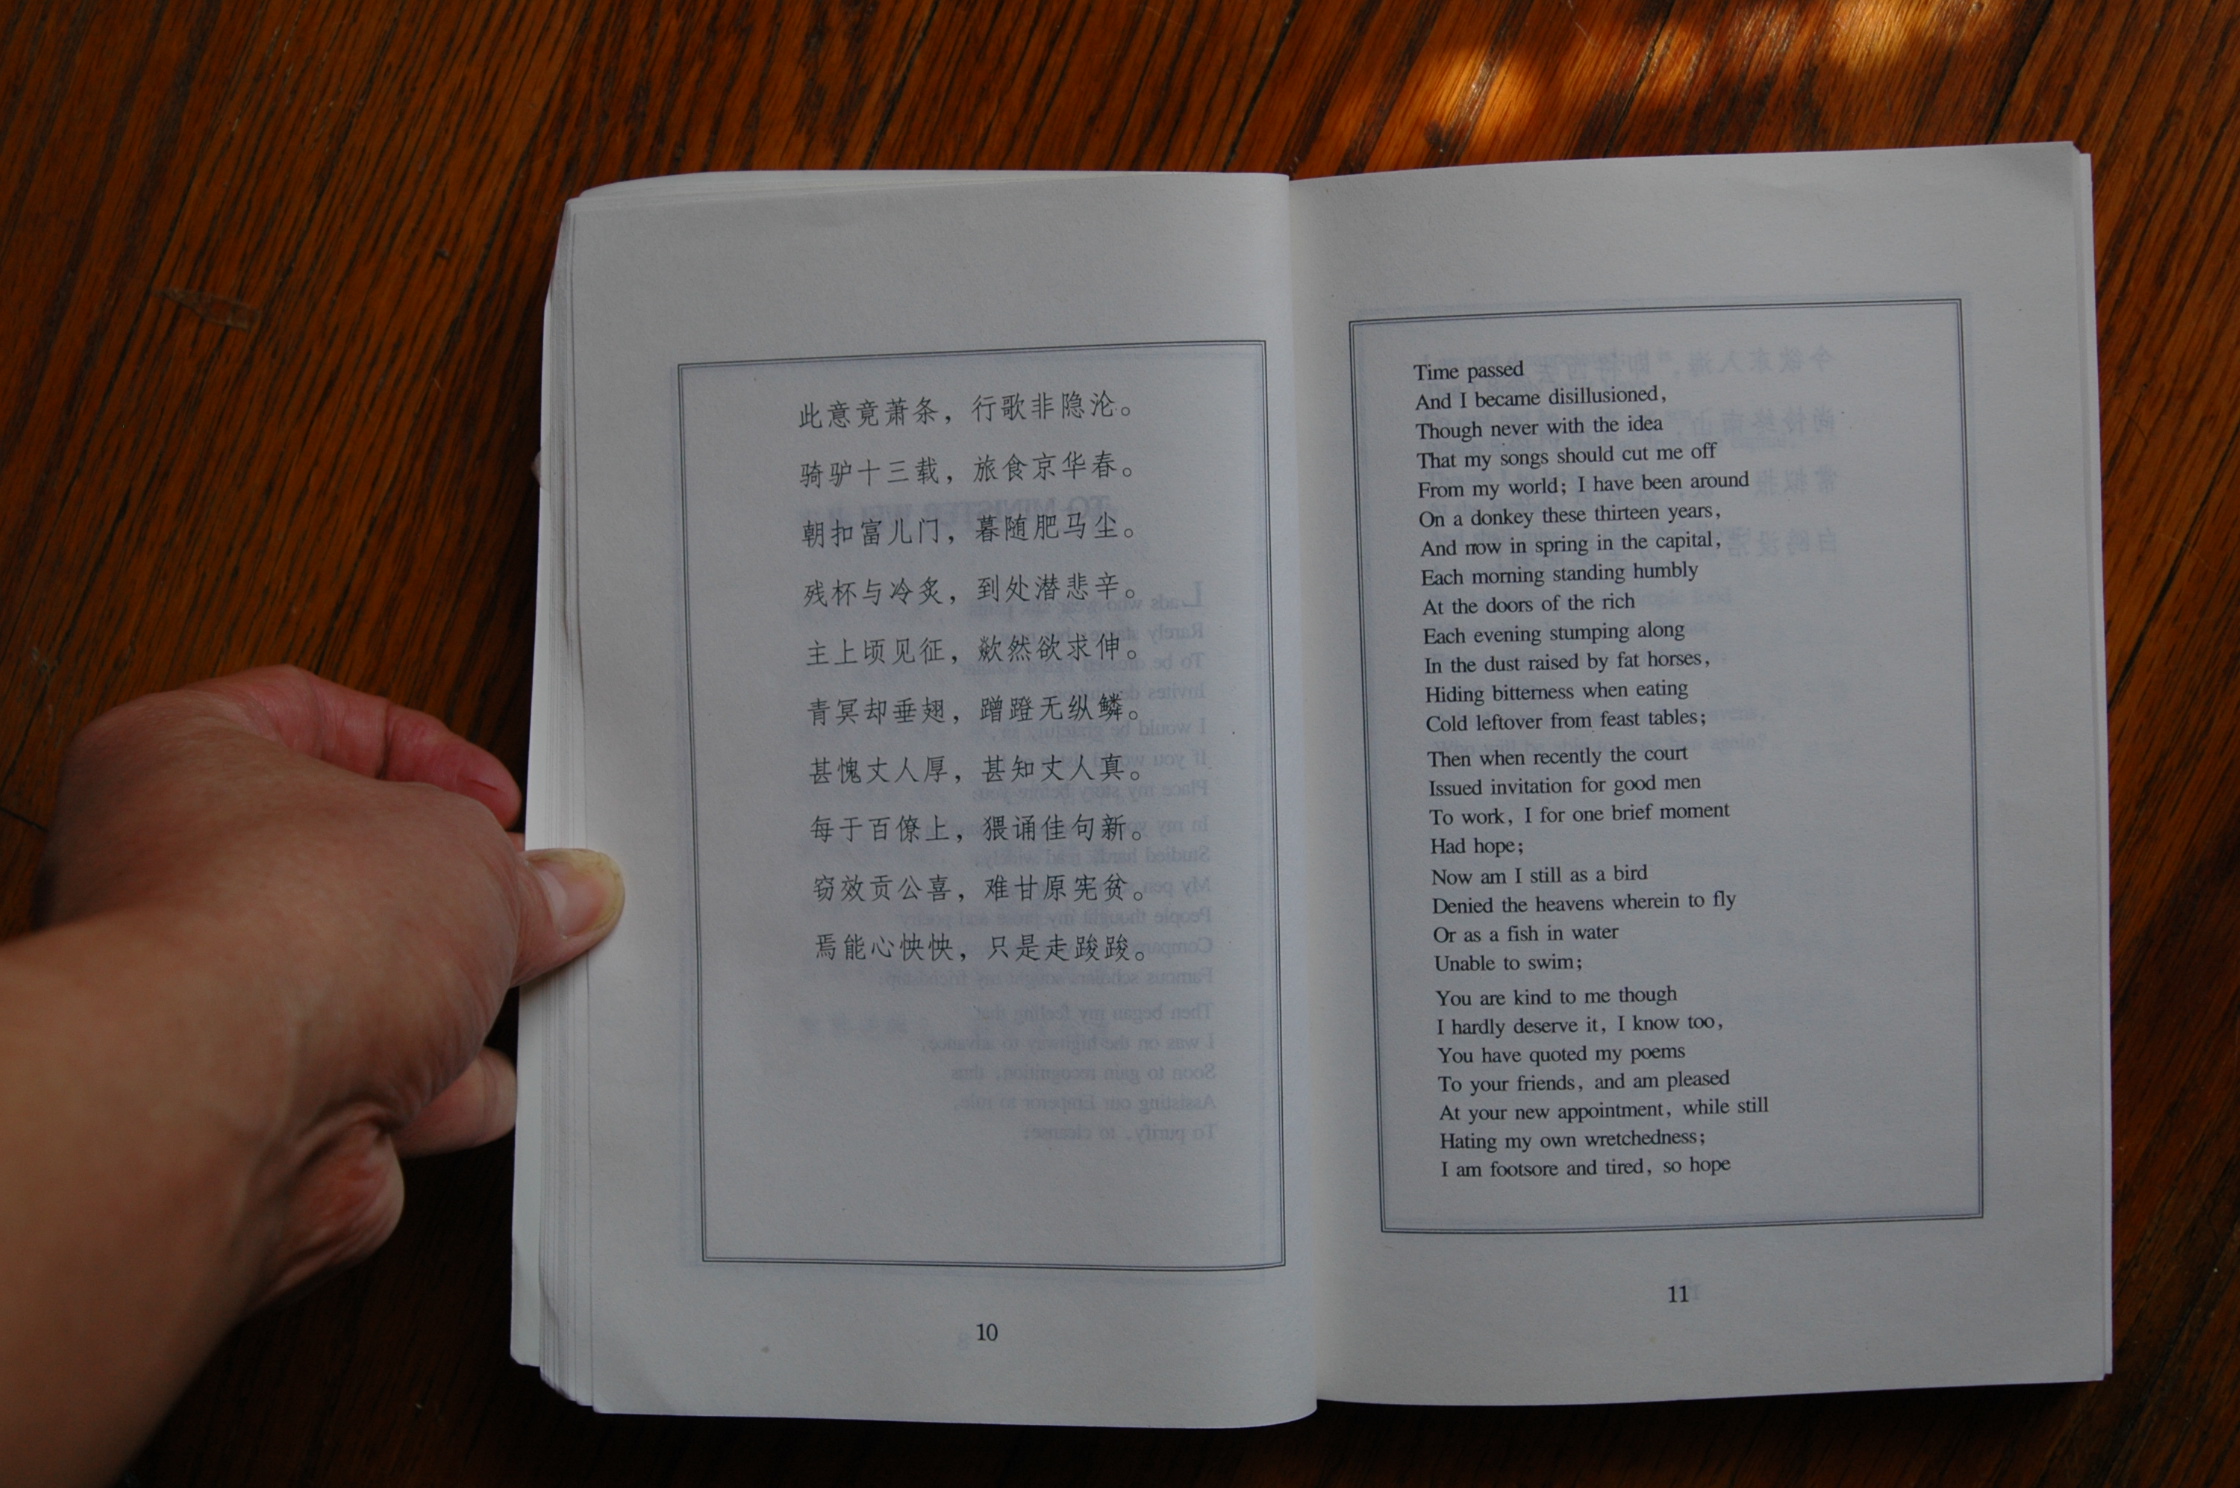 此意竟萧条，行歌非隐沦。
骑驴十三载，旅食京华春。
朝扣富儿门，暮随肥马尘。
残杯与冷炙，到处潜悲辛。
主上顷见征，欻然欲求伸。
青冥却垂翅，蹭蹬无纵鳞。
甚愧丈人厚，甚知丈人真。
每于百僚上，猥诵佳句新。
窃效贡公喜，难甘原宪贫。
焉能心怏怏，只是走踆踆。
10
Time passed
And I became disillusioned,
Though never with the idea
That my songs should cut me off
From my world; I have been around
On a donkey these thirteen years,
And now in spring in the capital,
Each morning standing humbly
At the doors of the rich
Each evening stumping along
In the dust raised by fat horses,
Hiding bitterness when eating
Cold leftover from feast tables;
Then when recently the court
Issued invitation for good men
To work, I for one brief moment
Had hope;
Now am I still as a bird
Denied the heavens wherein to fly
Or as a fish in water
Unable to swim;
You are kind to me though
I hardly deserve it, I know too,
You have quoted my poems
To your friends, and am pleased
At your new appointment, while still
Hating my own wretchedness;
I am footsore and tired, so hope
11